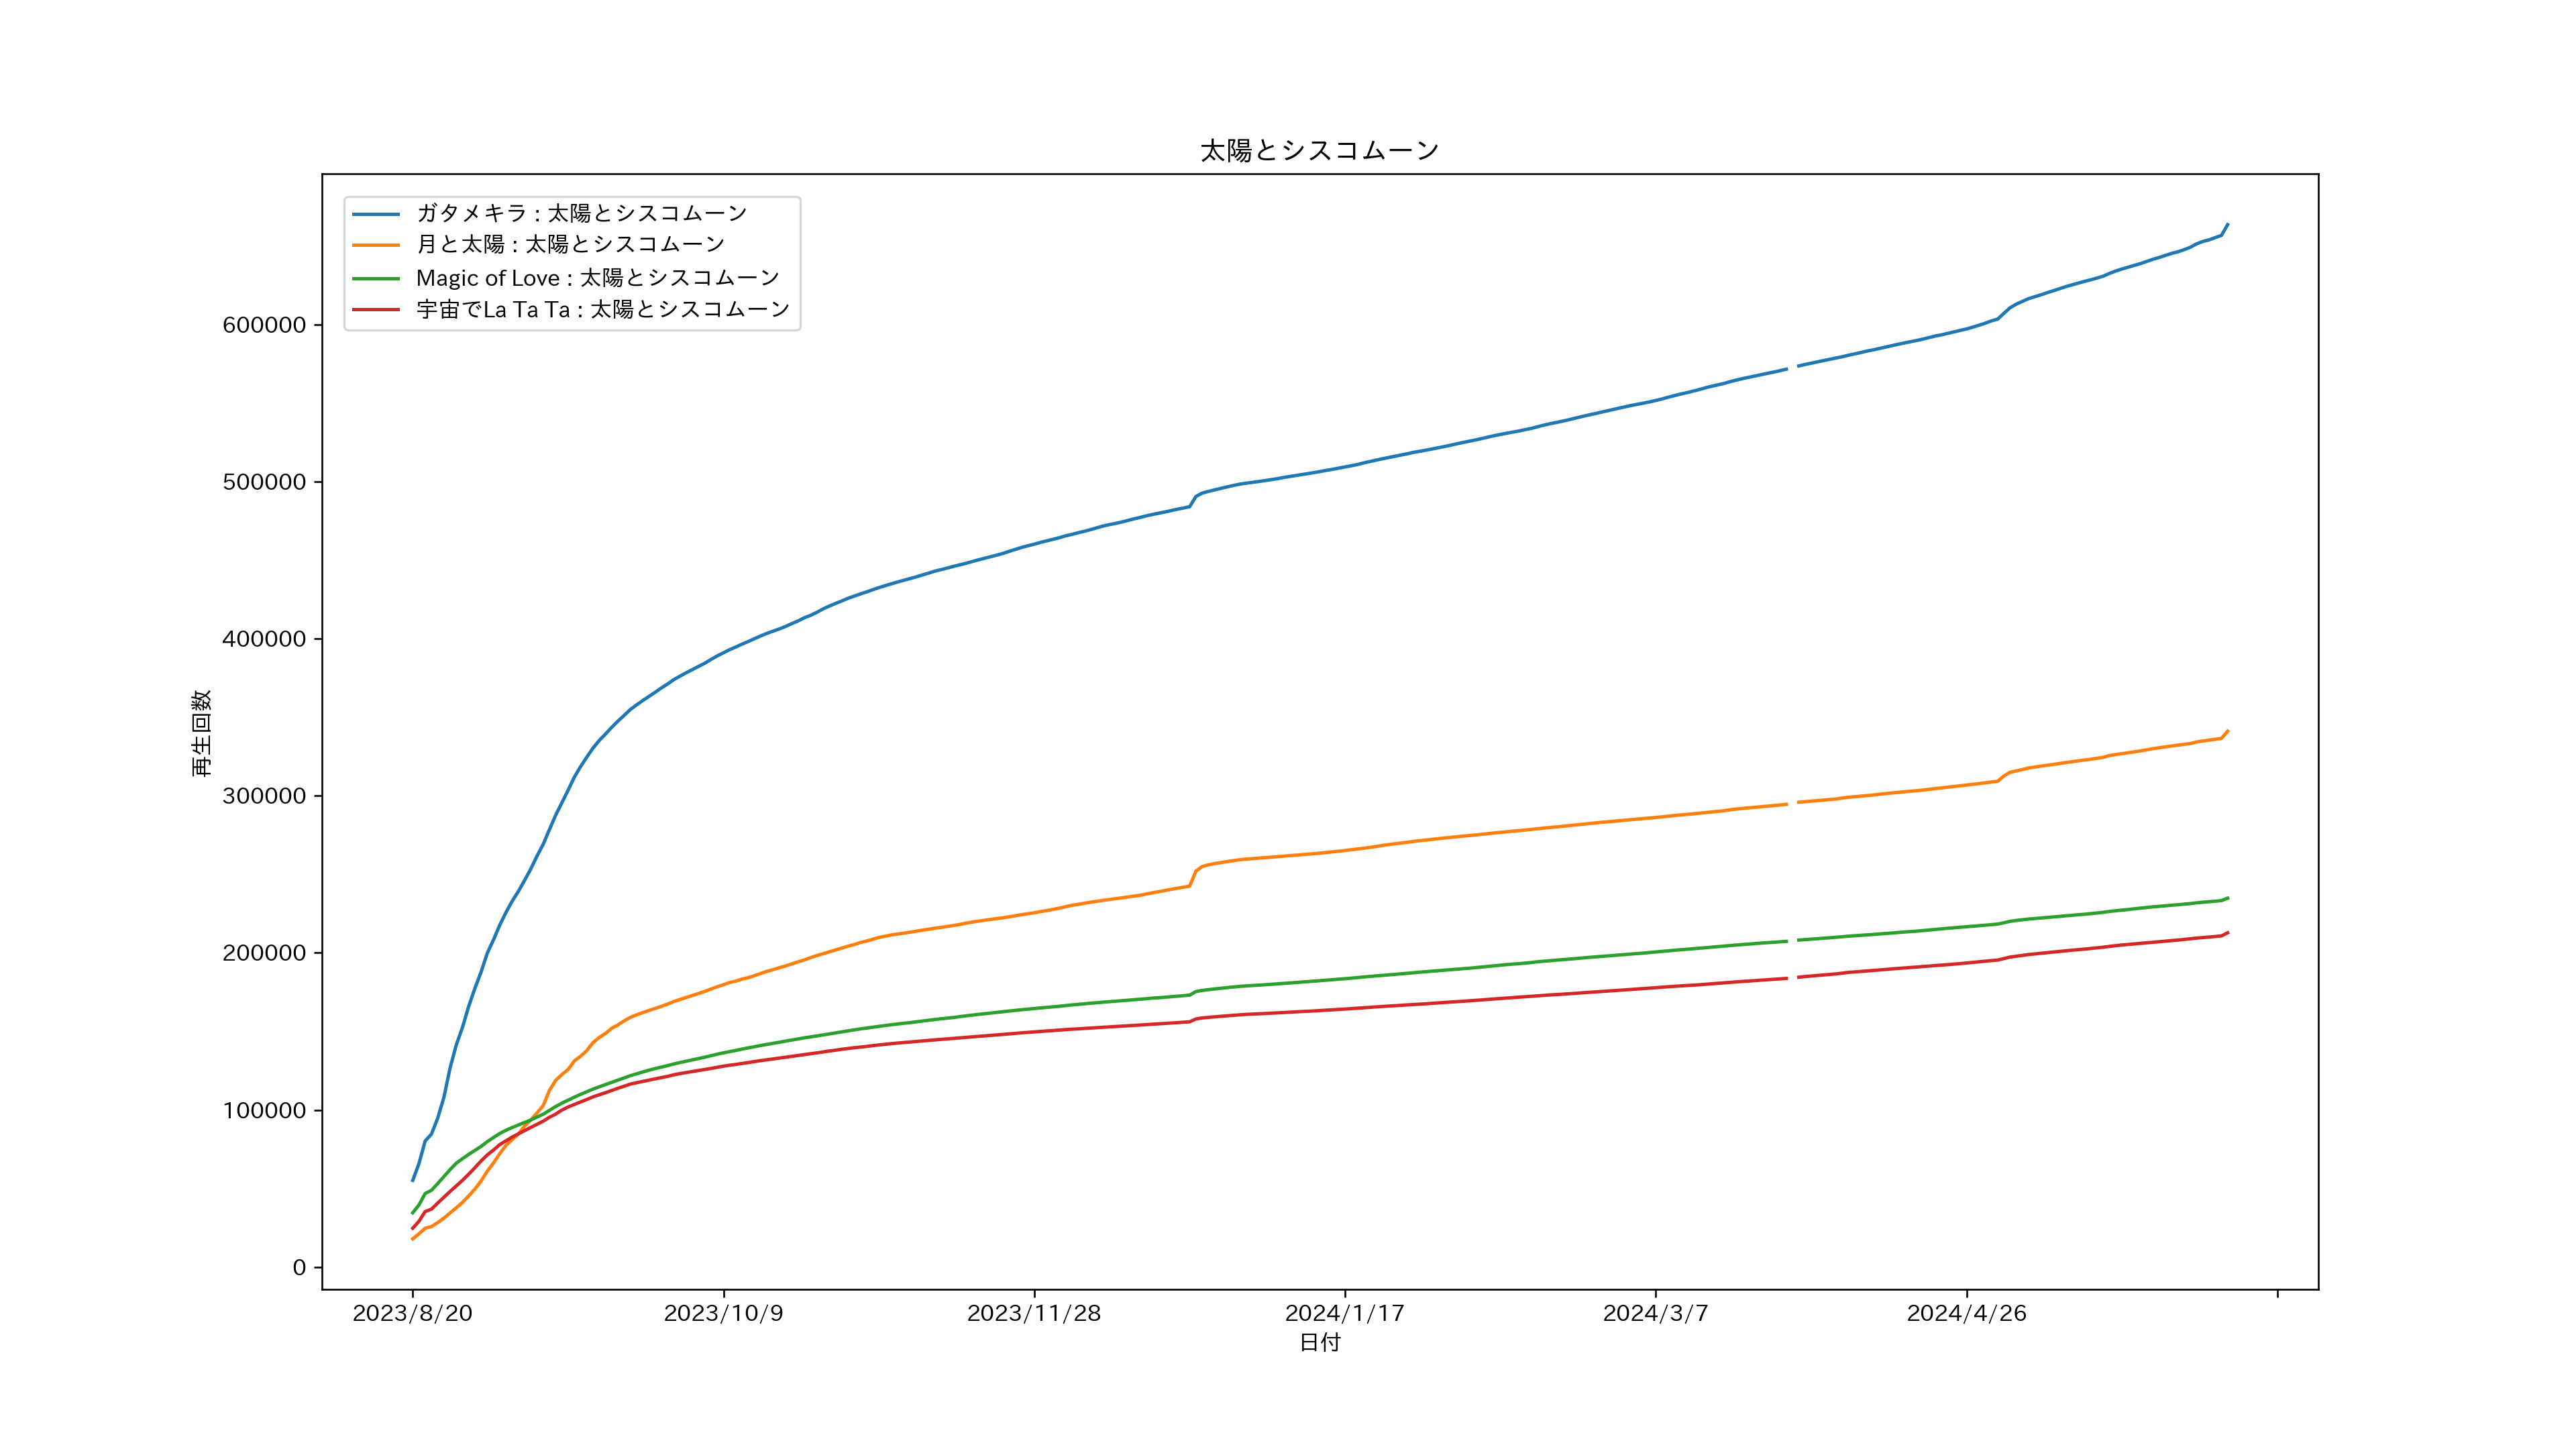 太陽とシスコムーン
ガタメキラ : 太陽とシスコムーン
月と太陽 : 太陽とシスコムーン
Magic of Love : 太陽とシスコムーン
宇宙でLa Ta Ta : 太陽とシスコムーン
600000
500000
400000
300000
200000
100000
0
再生回数
2023/8/20 2023/10/9 2023/11/28 2024/1/17 2024/3/7 2024/4/26
日付